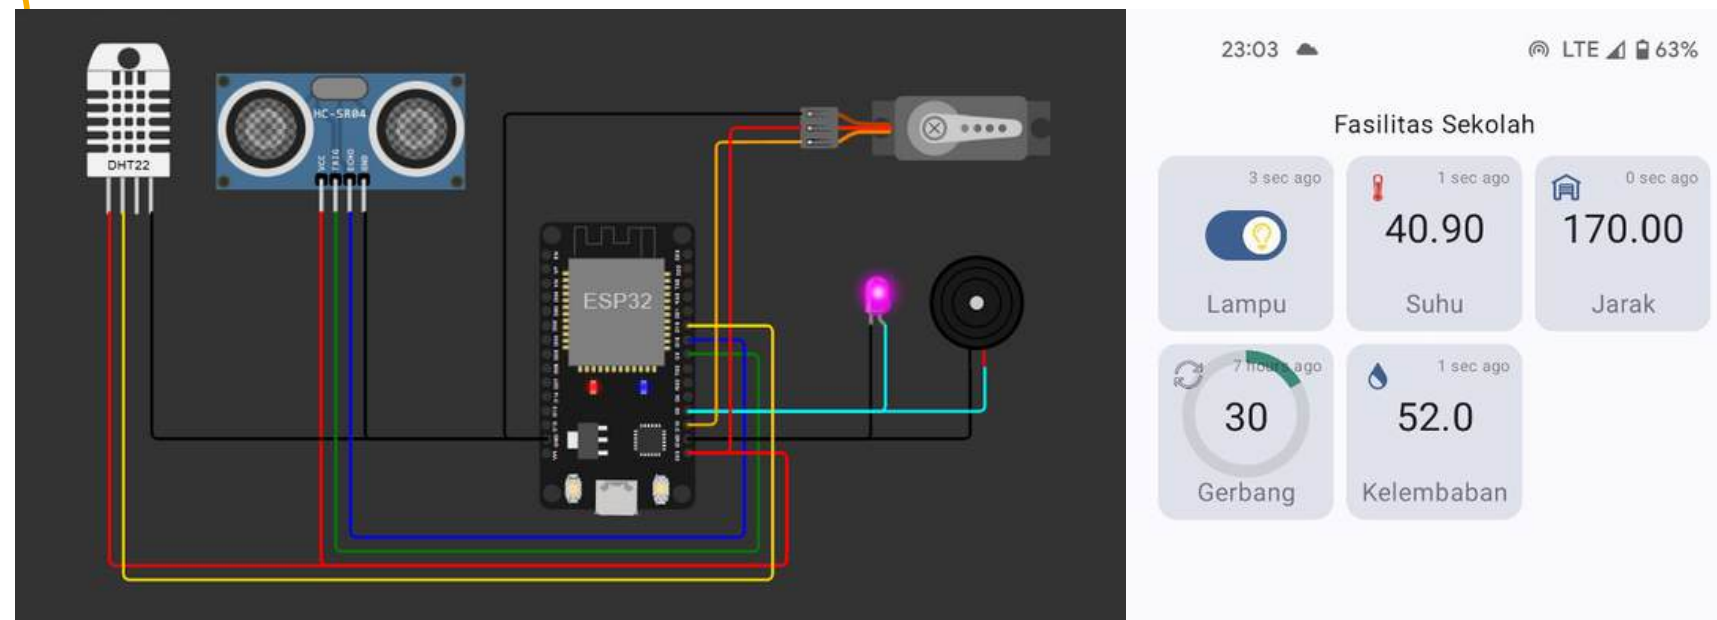 DHT22
HC-SR04
VCC
TRIG
ECHO
GND
ESP32
23:03
LTE
63%
Fasilitas Sekolah
3 sec ago
Lampu
1 sec ago
40.90
Suhu
0 sec ago
170.00
Jarak
7 hours ago
30
Gerbang
1 sec ago
52.0
Kelembaban